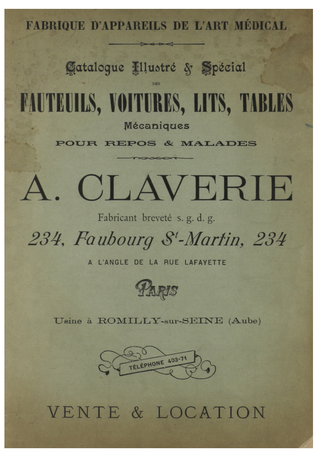 FABRIQUE D'APPAREILS DE L'ART MÉDICAL
Catalogue Illustré & Spécial
DES
FAUTEUILS, VOITURES, LITS, TABLES
Mécaniques
POUR REPOS & MALADES
A. CLAVERIE
Fabricant breveté s. g. d. g.
234, Faubourg St-Martin, 234
A L'ANGLE DE LA RUE LAFAYETTE
PARIS
Usine à ROMILLY-sur-SEINE (Aube)
TÉLÉPHONE 403-71
VENTE & LOCATION